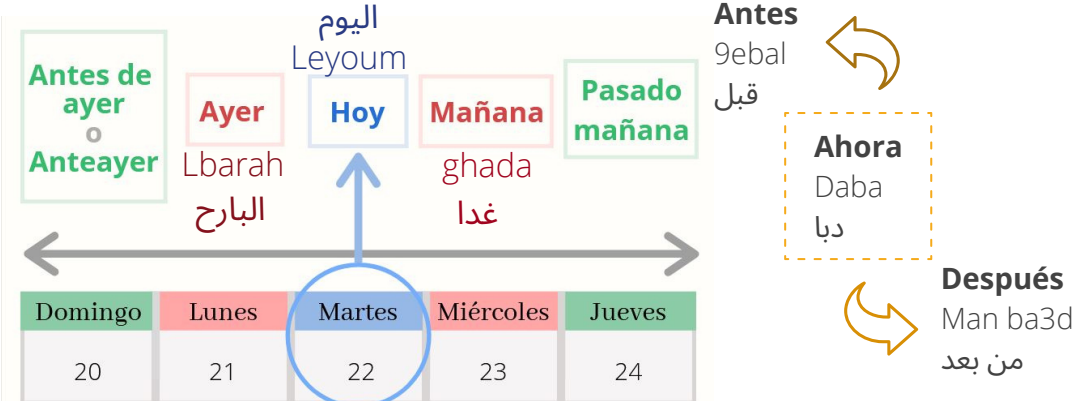 Antes de
ayer
o
Anteayer
Ayer
Lbarah
البارح
اليوم
Leyoum
Hoy
Mañana
ghada
غدا
Pasado
mañana
Domingo
Lunes
Martes
Miércoles
Jueves
20
21
22
23
24
Antes
9ebal
قبل
Ahora
Daba
دبا
Después
Man ba3d
من بعد